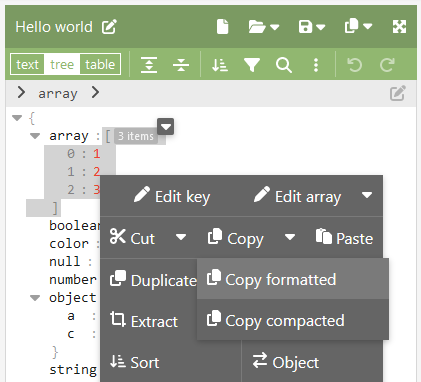 Hello world
text tree table
array
{
array : [ 3 items
0 : 1
1 : 2
2 : 3
]
Edit key Edit array
boolean
Cut Copy Paste
color :
null :
number
Duplicate Copy formatted
object
a :
Extract Copy compacted
c :
}
Sort Object
string